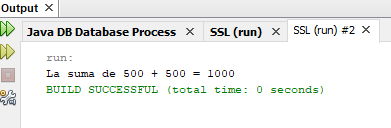 Output
Java DB Database Process SSL (run) SSL (run) #2
run:
La suma de 500 + 500 = 1000
BUILD SUCCESSFUL (total time: 0 seconds)